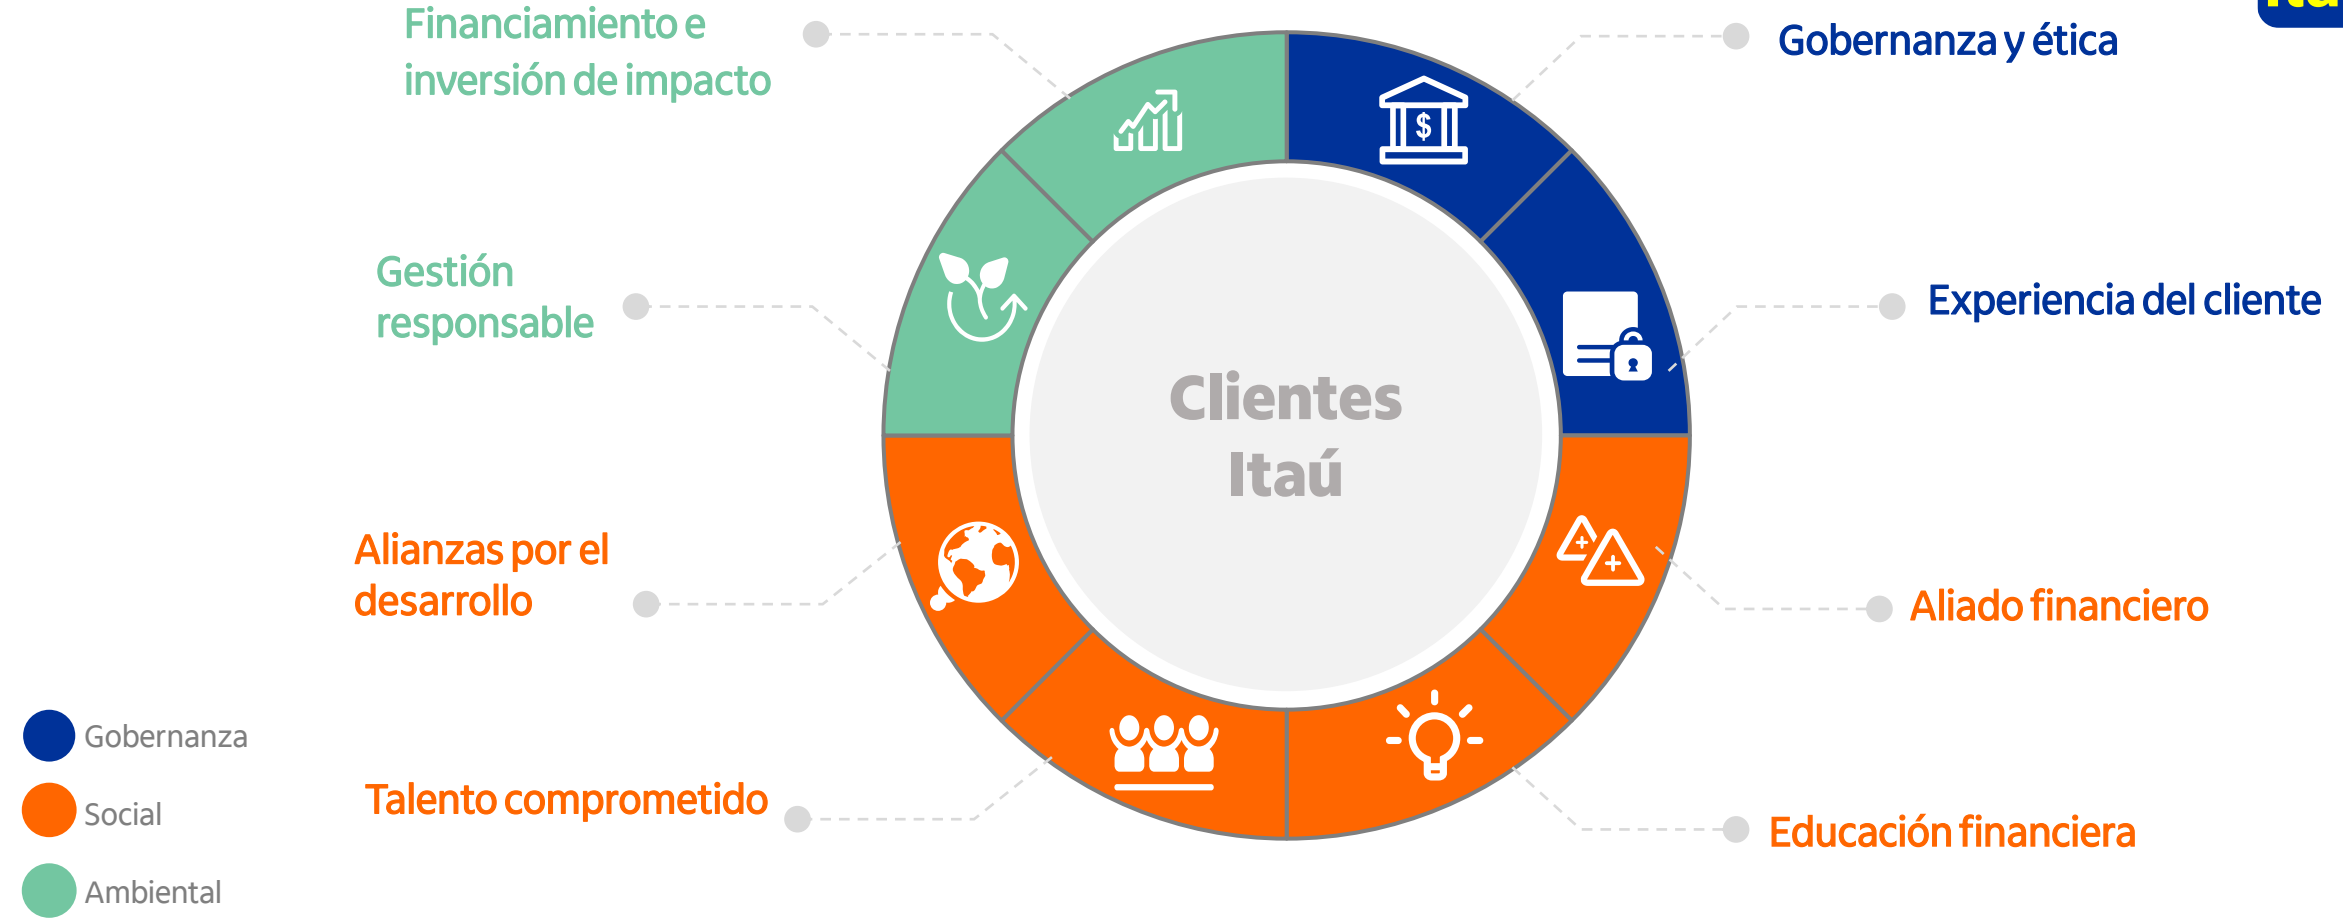 Financiamiento e
inversión de impacto
Gobernanza y ética
Gestión
responsable
Experiencia del cliente
Clientes
Itaú
Alianzas por el
desarrollo
Aliado financiero
Talento comprometido
Educación financiera
Gobernanza
Social
Ambiental
$